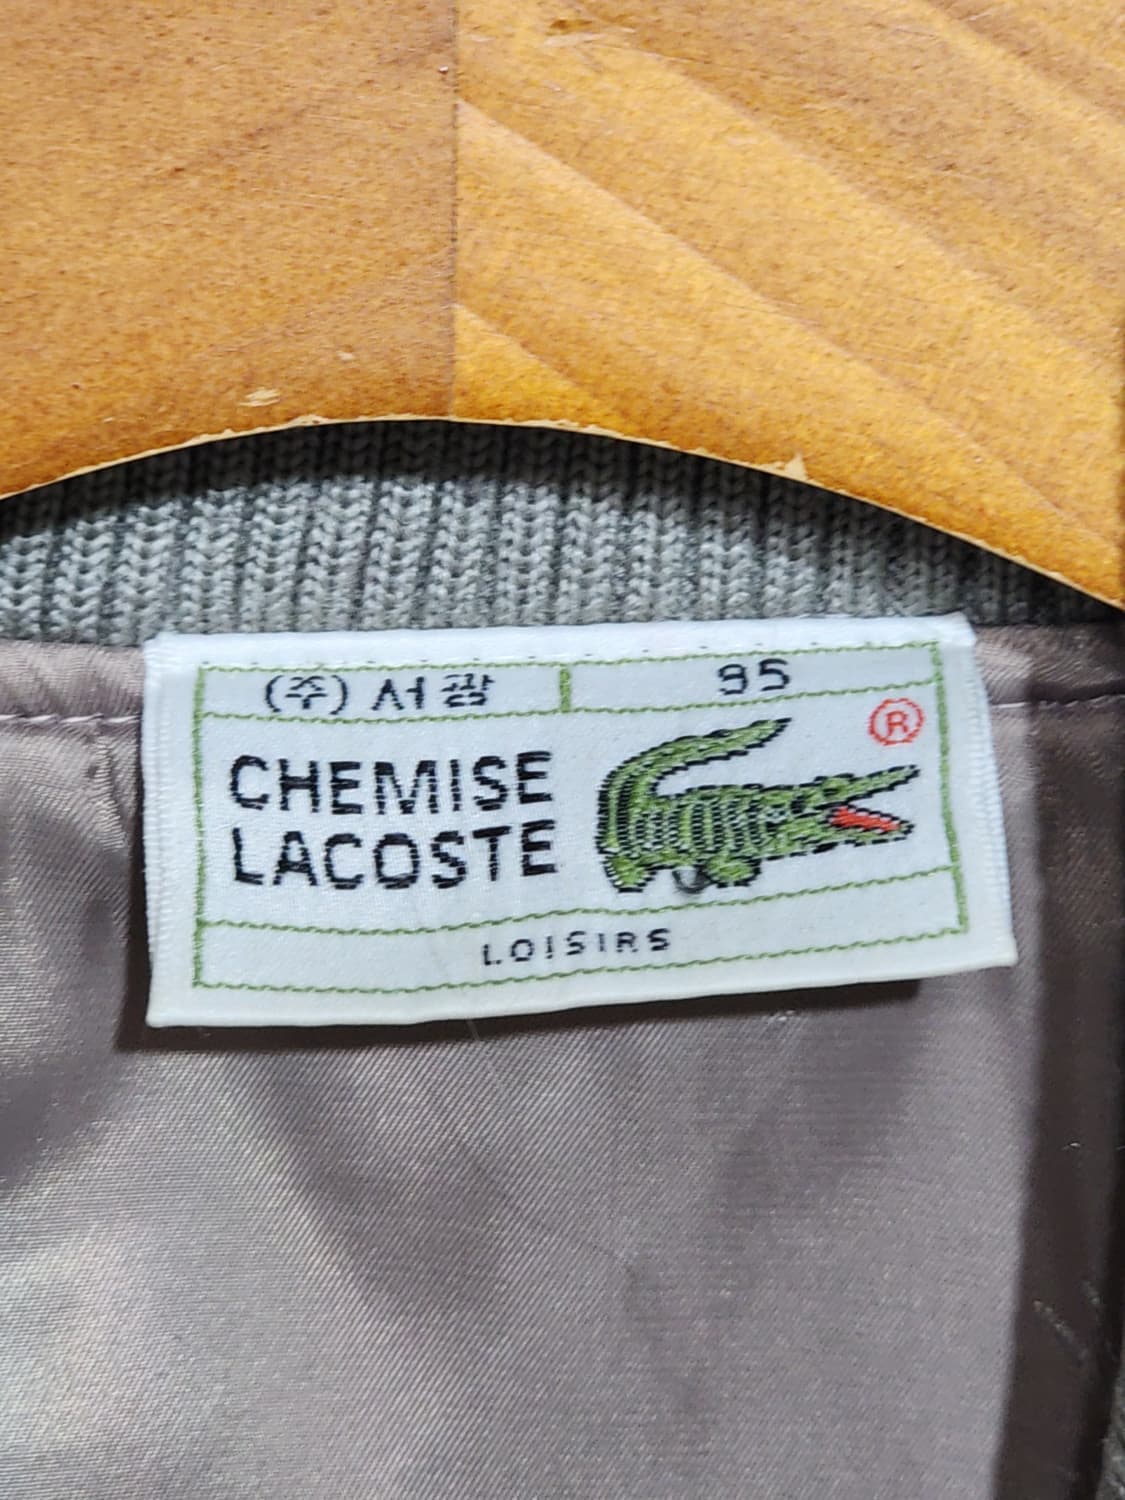 (주) 서광 95
®
CHEMISE
LACOSTE
LOISIRS